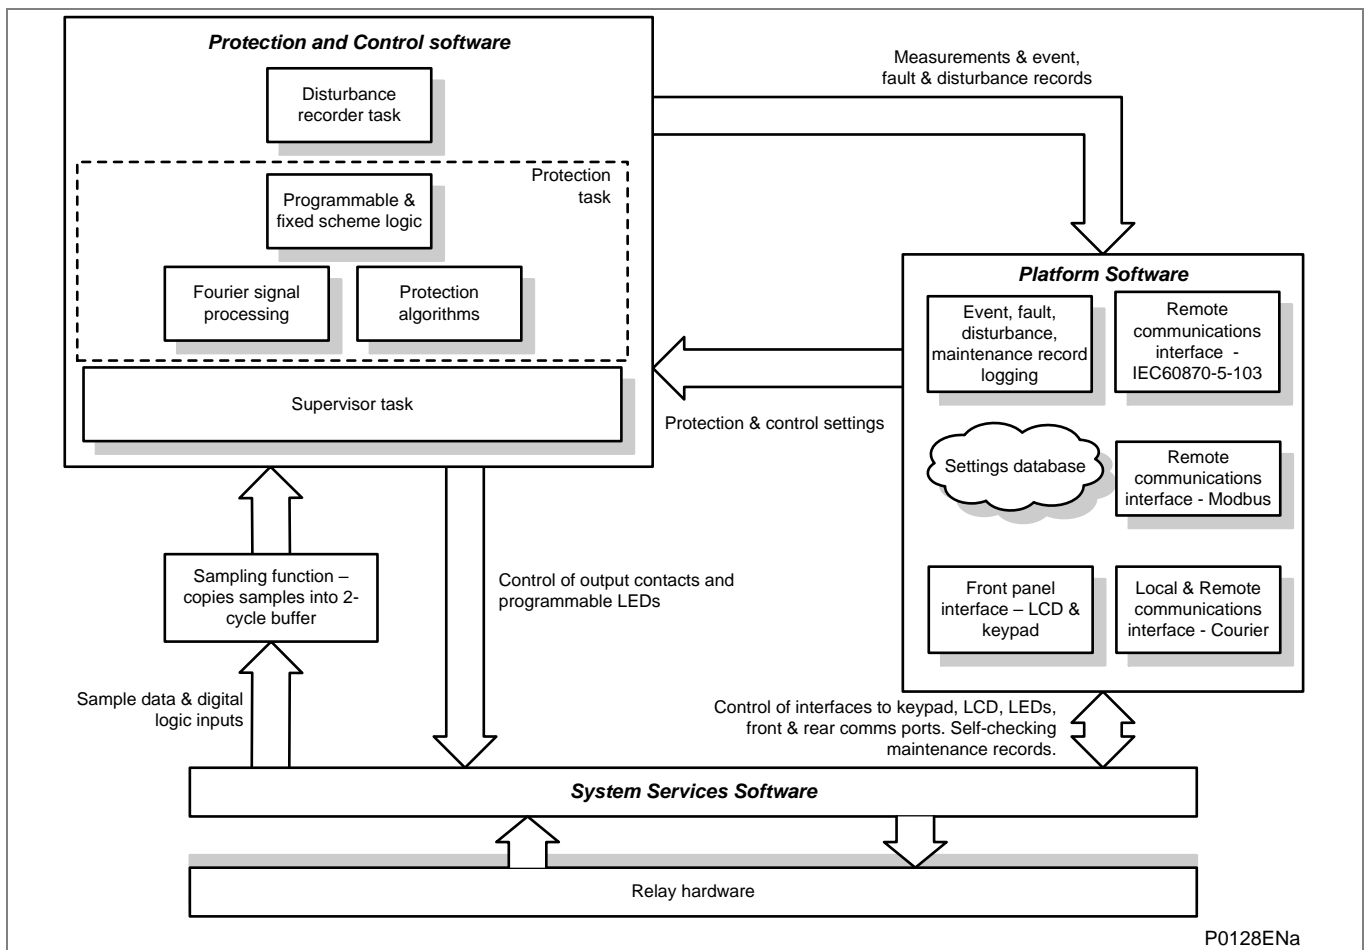 Protection and Control software
Disturbance
recorder task
Protection
task
Programmable &
fixed scheme logic
Fourier signal
processing
Protection
algorithms
Supervisor task
Measurements & event,
fault & disturbance records
Platform Software
Event, fault,
disturbance,
maintenance record
logging
Remote
communications
interface -
IEC60870-5-103
Protection & control settings
Settings database
Remote
communications
interface - Modbus
Front panel
interface – LCD &
keypad
Local & Remote
communications
interface - Courier
Sampling function –
copies samples into 2-
cycle buffer
Control of output contacts and
programmable LEDs
Sample data & digital
logic inputs
Control of interfaces to keypad, LCD, LEDs,
front & rear comms ports. Self-checking
maintenance records.
System Services Software
Relay hardware
P0128ENa